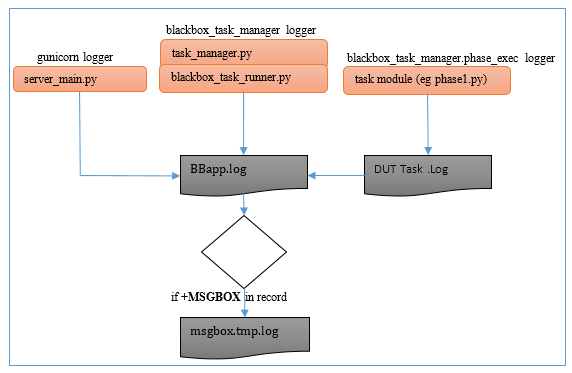 blackbox_task_manager logger
gunicorn logger
task_manager.py
blackbox_task_manager.phase_exec logger
server_main.py
blackbox_task_runner.py
task module (eg phase1.py)
BBapp.log
DUT Task .Log
if +MSGBOX in record
msgbox.tmp.log